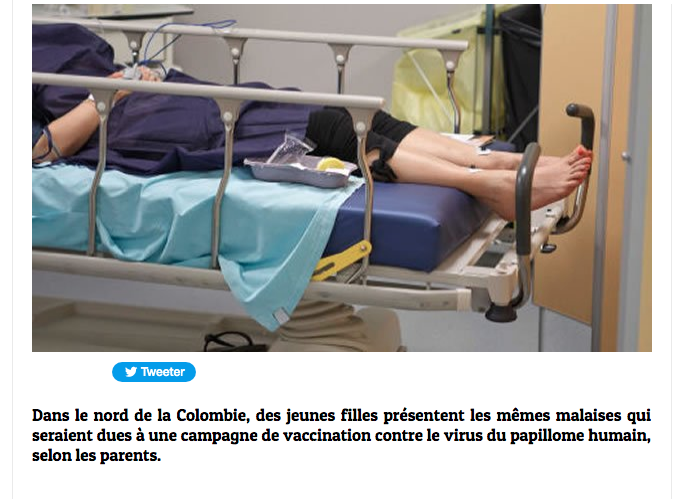 Tweeter
Dans le nord de la Colombie, des jeunes filles présentent les mêmes malaises qui
seraient dues à une campagne de vaccination contre le virus du papillome humain,
selon les parents.